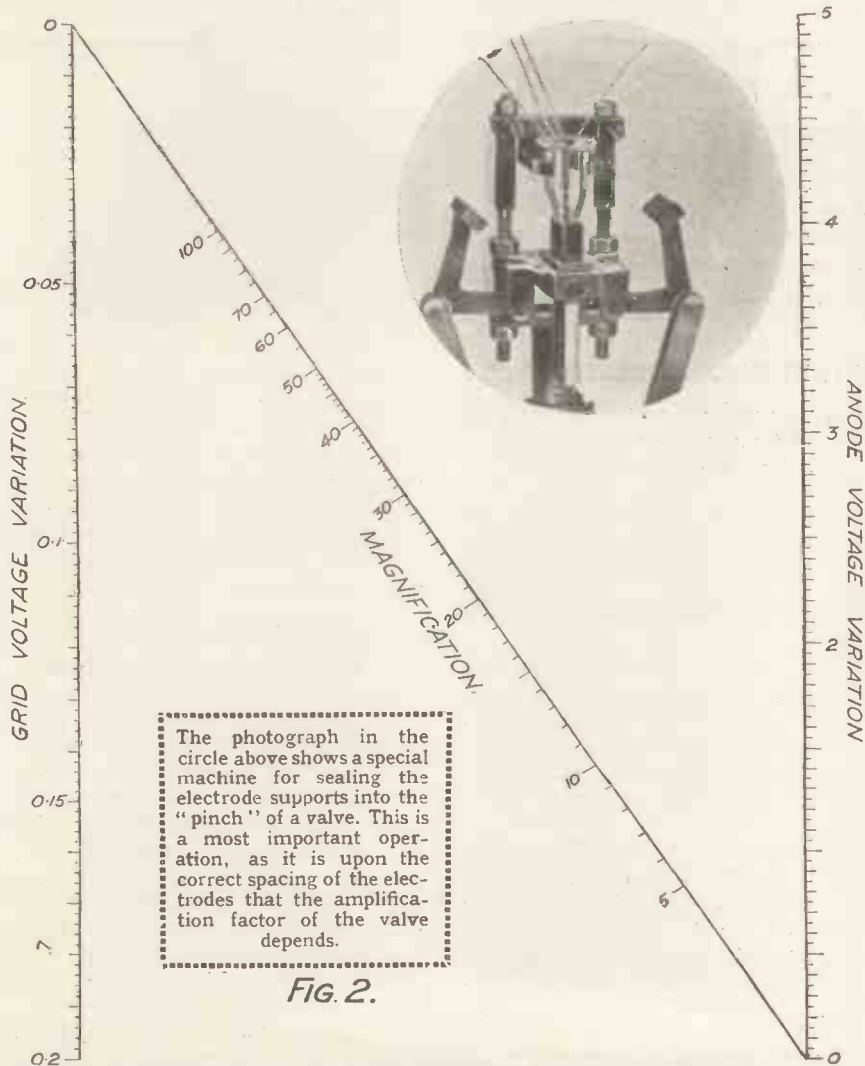 0
0·05
0·1
0·15
0·2
GRID VOLTAGE VARIATION.
100
70
60
50
40
30
20
10
5
MAGNIFICATION.
5
4
3
2
0
ANODE VOLTAGE VARIATION
The photograph in the
circle above shows a special
machine for sealing the
electrode supports into the
“pinch” of a valve. This is
a most important oper-
ation, as it is upon the
correct spacing of the elec-
trodes that the amplifica-
tion factor of the valve
depends.
FIG. 2.